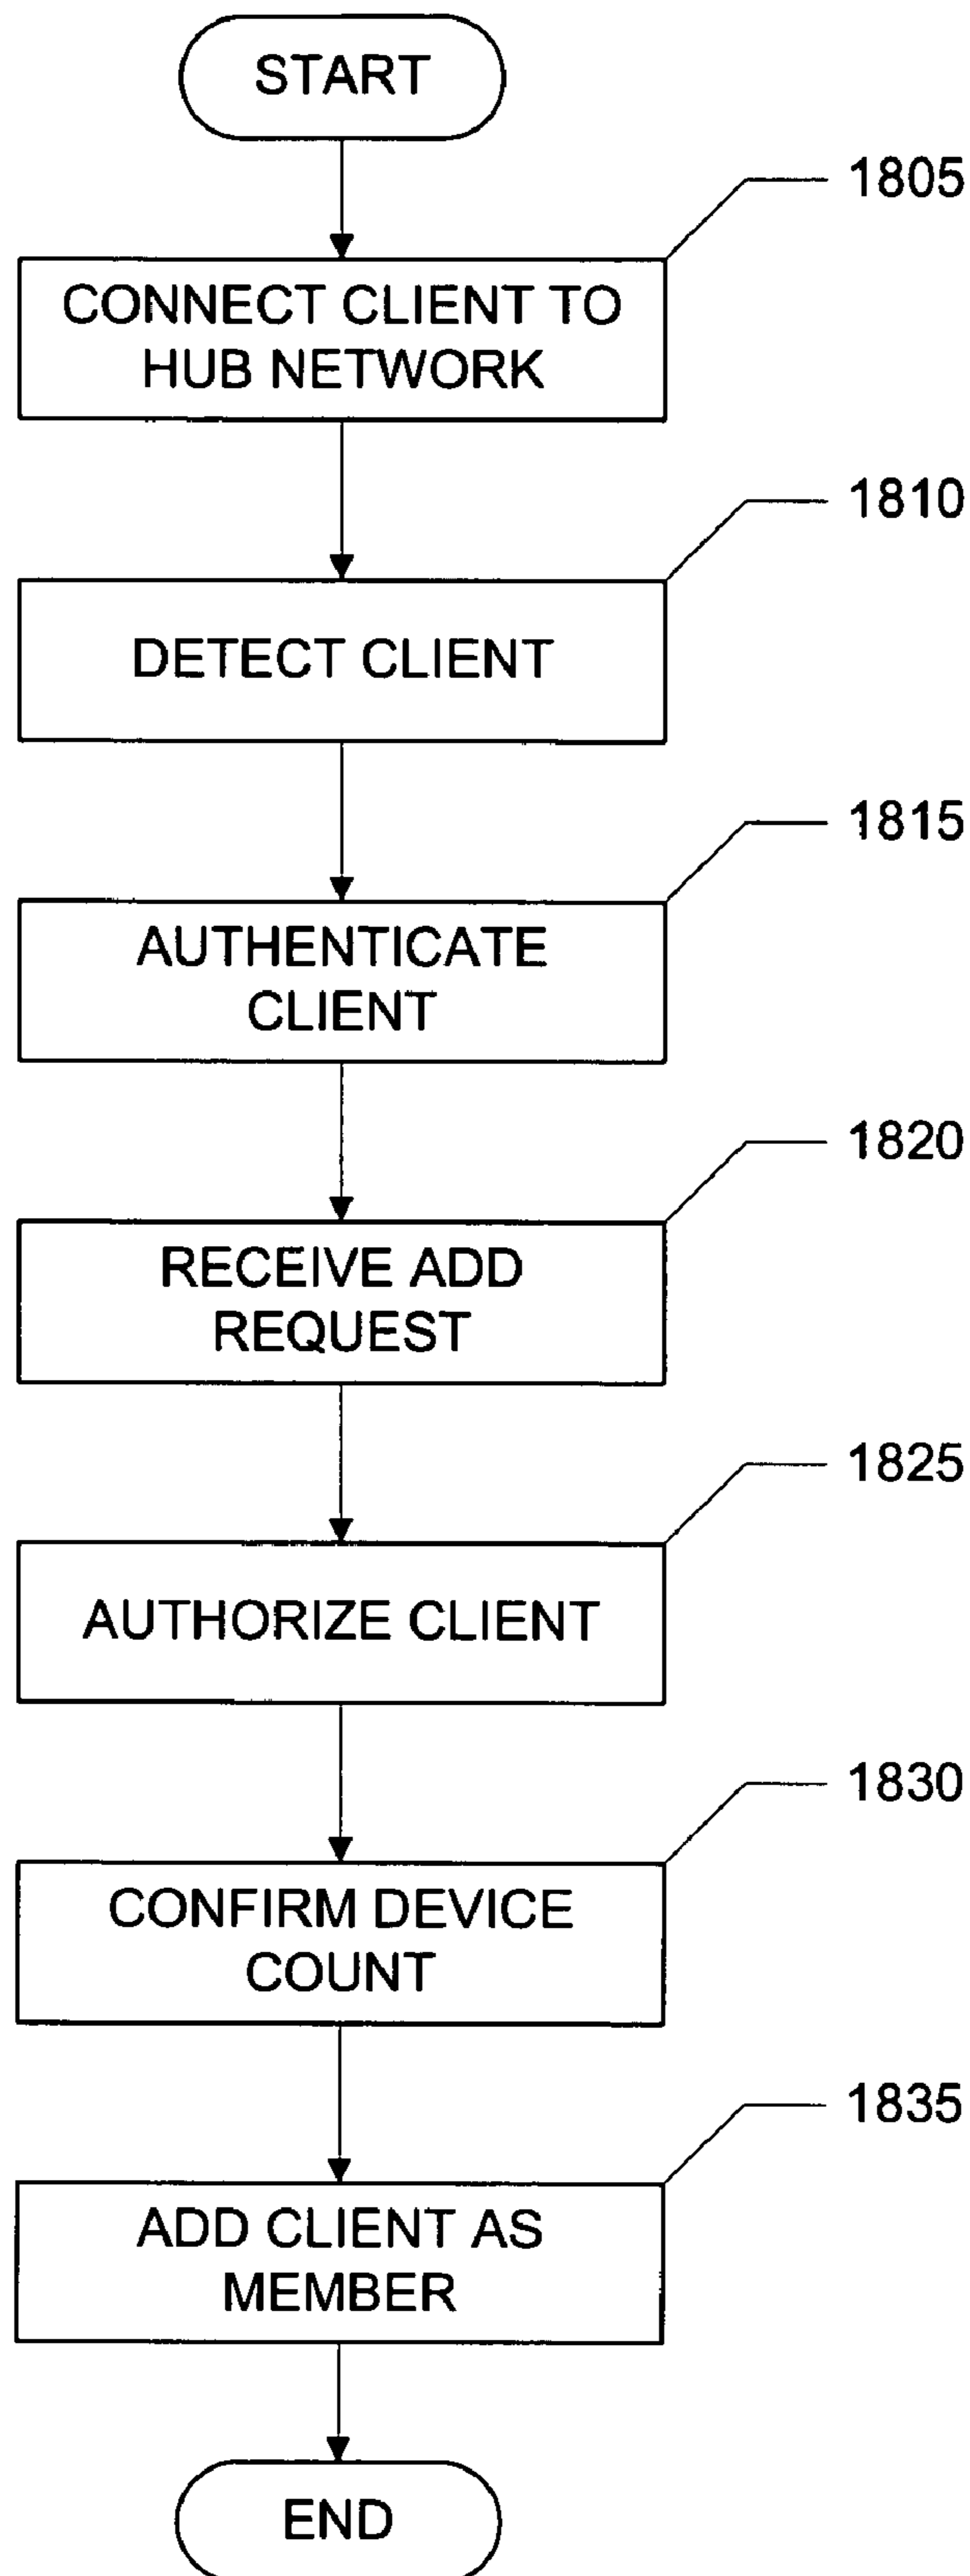 START
1805
CONNECT CLIENT TO
HUB NETWORK
1810
DETECT CLIENT
1815
AUTHENTICATE
CLIENT
1820
RECEIVE ADD
REQUEST
1825
AUTHORIZE CLIENT
1830
CONFIRM DEVICE
COUNT
1835
ADD CLIENT AS
MEMBER
END